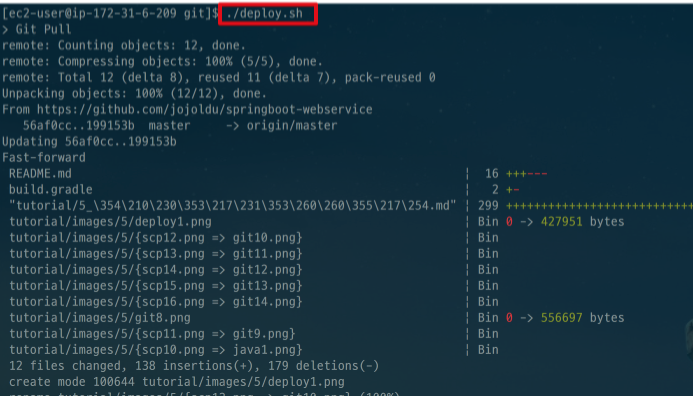 [ec2-user@ip-172-31-6-209 git]$ ./deploy.sh
> Git Pull
remote: Counting objects: 12, done.
remote: Compressing objects: 100% (5/5), done.
remote: Total 12 (delta 8), reused 11 (delta 7), pack-reused 0
Unpacking objects: 100% (12/12), done.
From https://github.com/jojoldu/springboot-webservice
   56af0cc..199153b  master     -> origin/master
Updating 56af0cc..199153b
Fast-forward
 README.md | 16 +++---
 build.gradle | 2 +-
 "tutorial/5_\354\210\230\353\217\231\353\260\260\355\217\254.md" | 299 +++++++++++++++++++++++++++
 tutorial/images/5/deploy1.png | Bin 0 -> 427951 bytes
 tutorial/images/5/{scp12.png => git10.png} | Bin
 tutorial/images/5/{scp13.png => git11.png} | Bin
 tutorial/images/5/{scp14.png => git12.png} | Bin
 tutorial/images/5/{scp15.png => git13.png} | Bin
 tutorial/images/5/{scp16.png => git14.png} | Bin
 tutorial/images/5/git8.png | Bin 0 -> 556697 bytes
 tutorial/images/5/{scp11.png => git9.png} | Bin
 tutorial/images/5/{scp10.png => java1.png} | Bin
 12 files changed, 138 insertions(+), 179 deletions(-)
 create mode 100644 tutorial/images/5/deploy1.png